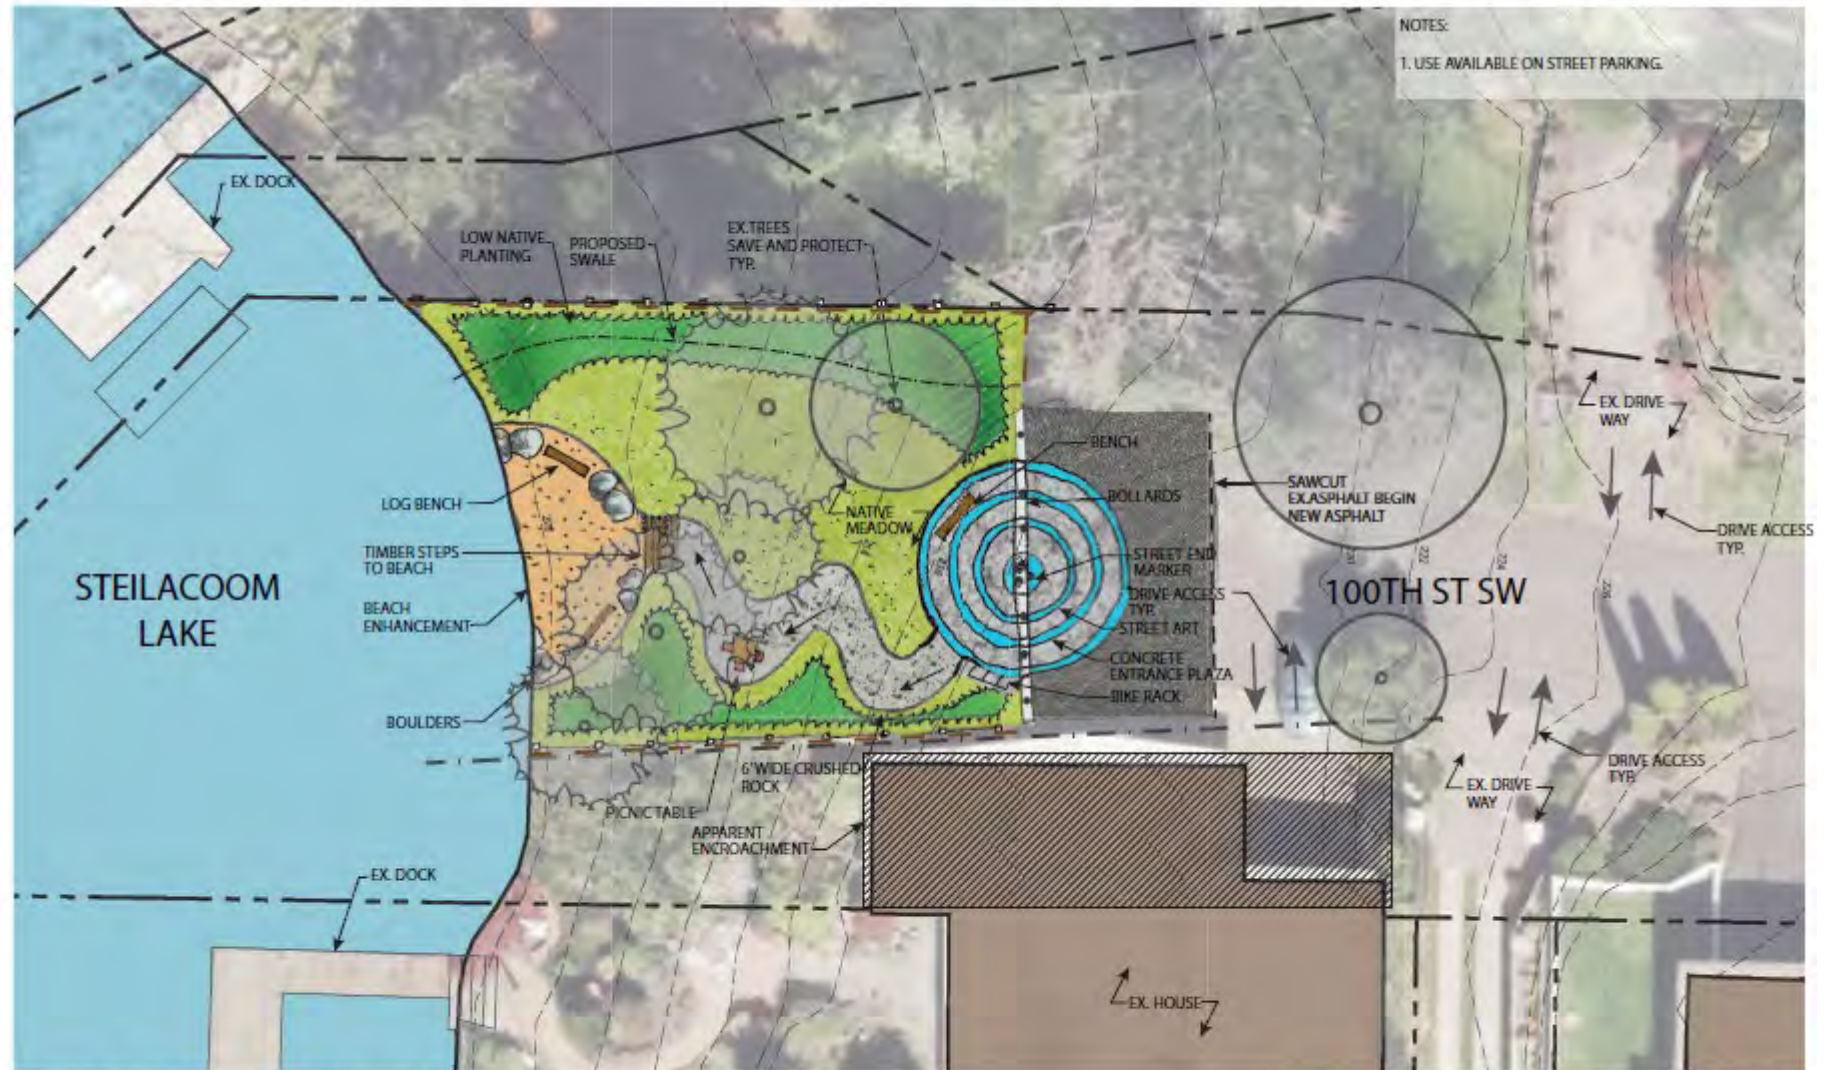 NOTES:
1. USE AVAILABLE ON STREET PARKING.
EX. DOCK
LOW NATIVE
PLANTING
PROPOSED
SWALE
EX.TREES
SAVE AND PROTECT
TYP.
EX. DRIVE
WAY
BENCH
BOLLARDS
SAWCUT
EX.ASPHALT BEGIN
NEW ASPHALT
DRIVE ACCESS
TYP.
LOG BENCH
NATIVE
MEADOW
TIMBER STEPS
TO BEACH
STREET END
MARKER
DRIVE ACCESS
TYP.
STREET ART
STEILACOOM
LAKE
100TH ST SW
BEACH
ENHANCEMENT
CONCRETE
ENTRANCE PLAZA
BIKE RACK
BOULDERS
222
224
226
6' WIDE CRUSHED
ROCK
PICNIC TABLE
APPARENT
ENCROACHMENT
DRIVE ACCESS
TYP.
EX. DRIVE
WAY
EX. DOCK
EX. HOUSE